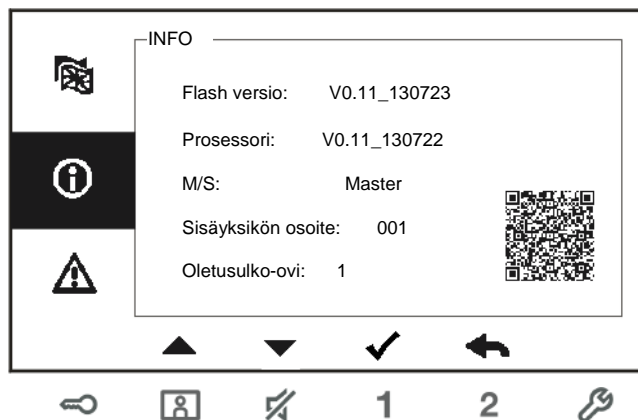 INFO
Flash versio: V0.11_130723
Prosessori: V0.11_130722
M/S: Master
Sisäyksikön osoite: 001
Oletusulko-ovi: 1
1 2